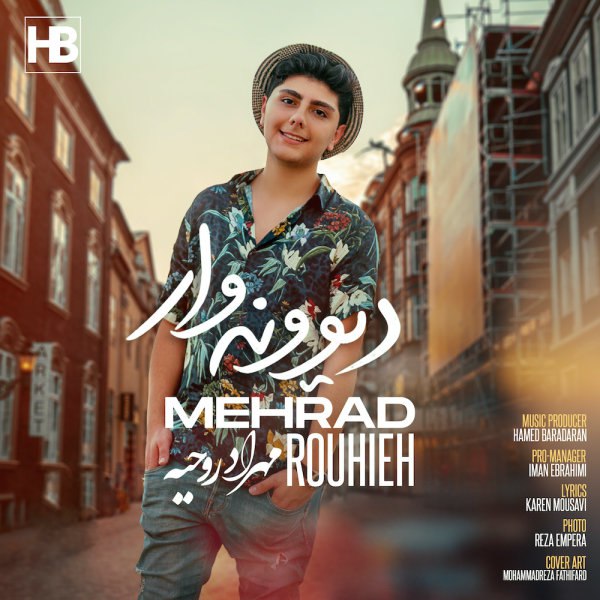 HB
دیوونه وار
MEHRAD
مهراد روحیه ROUHIEH
MUSIC PRODUCER
HAMED BARADARAN
PRO-MANAGER
IMAN EBRAHIMI
LYRICS
KAREN MOUSAVI
PHOTO
REZA EMPERA
COVER ART
MOHAMMADREZA FATHIFARD